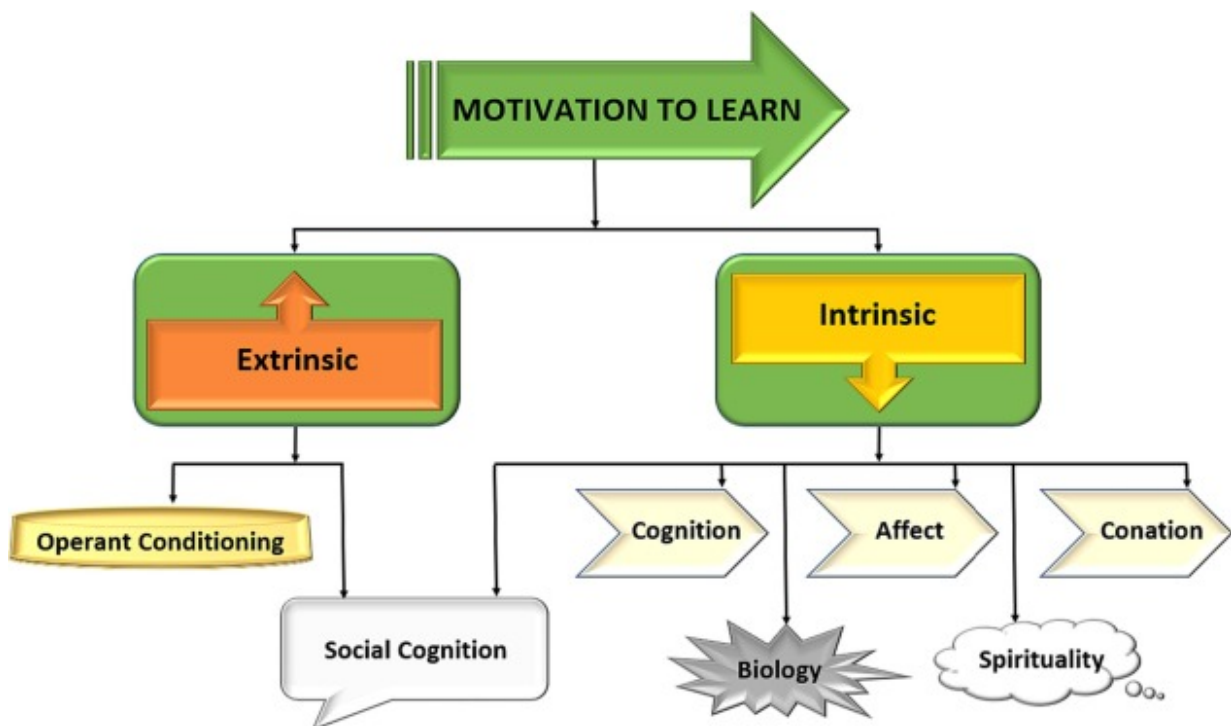 MOTIVATION TO LEARN
Extrinsic
Intrinsic
Operant Conditioning
Social Cognition
Cognition
Affect
Conation
Biology
Spirituality